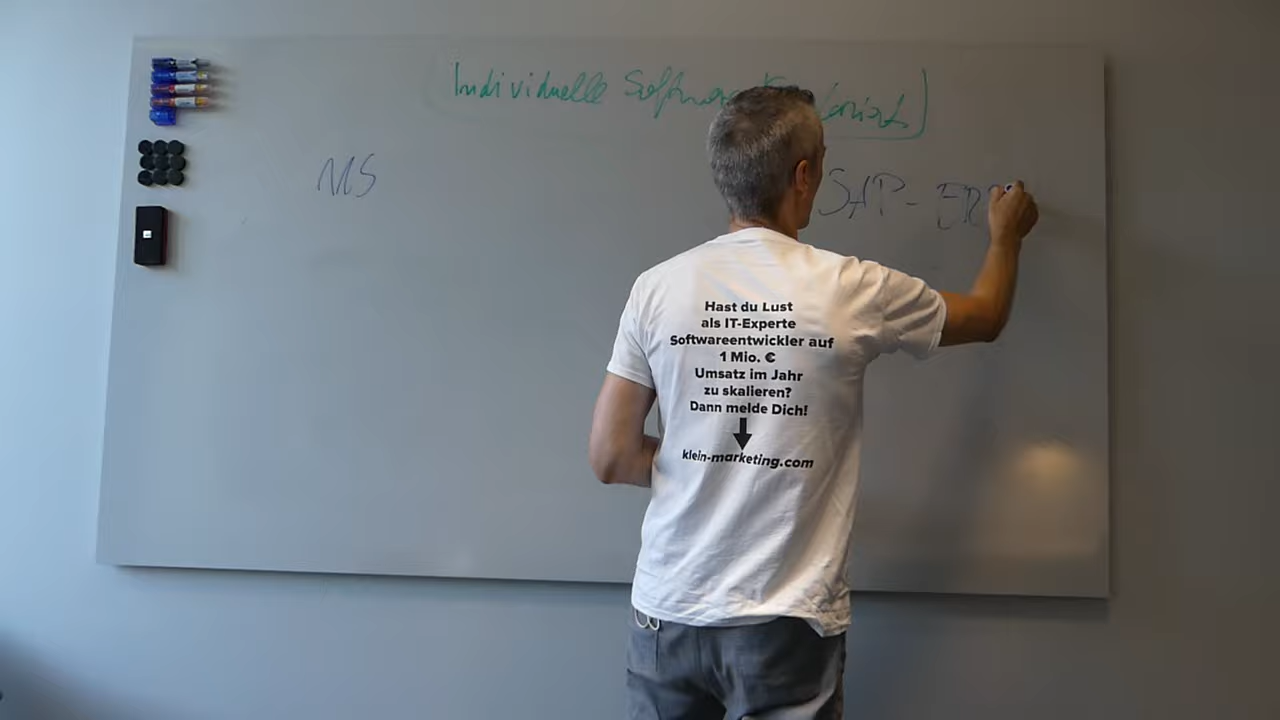 Individuelle Software
MS
SAP - ERP
Hast du Lust
als IT-Experte
Softwareentwickler auf
1 Mio. €
Umsatz im Jahr
zu skalieren?
Dann melde Dich!
klein-marketing.com